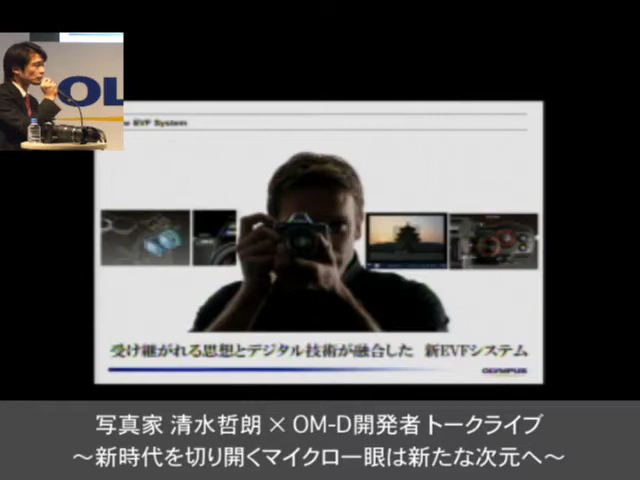 OL
EVF System
受け継がれる思想とデジタル技術が融合した 新EVFシステム
OLYMPUS
写真家 清水哲朗 × OM-D開発者 トークライブ
～新時代を切り開くマイクロ一眼は新たな次元へ～